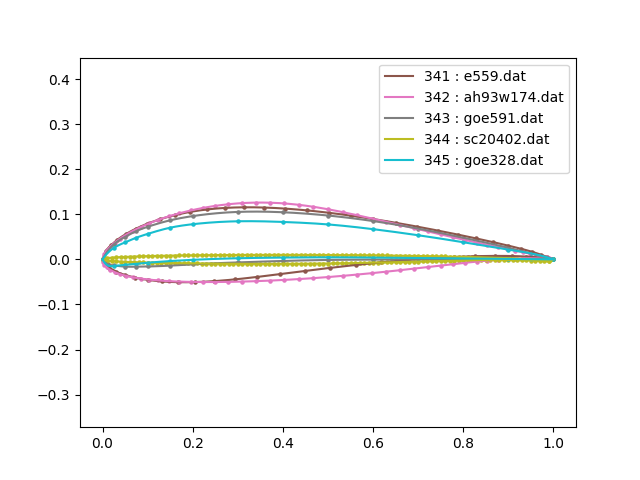 341 : e559.dat
342 : ah93w174.dat
343 : goe591.dat
344 : sc20402.dat
345 : goe328.dat
0.4
0.3
0.2
0.1
0.0
−0.1
−0.2
−0.3
0.0 0.2 0.4 0.6 0.8 1.0